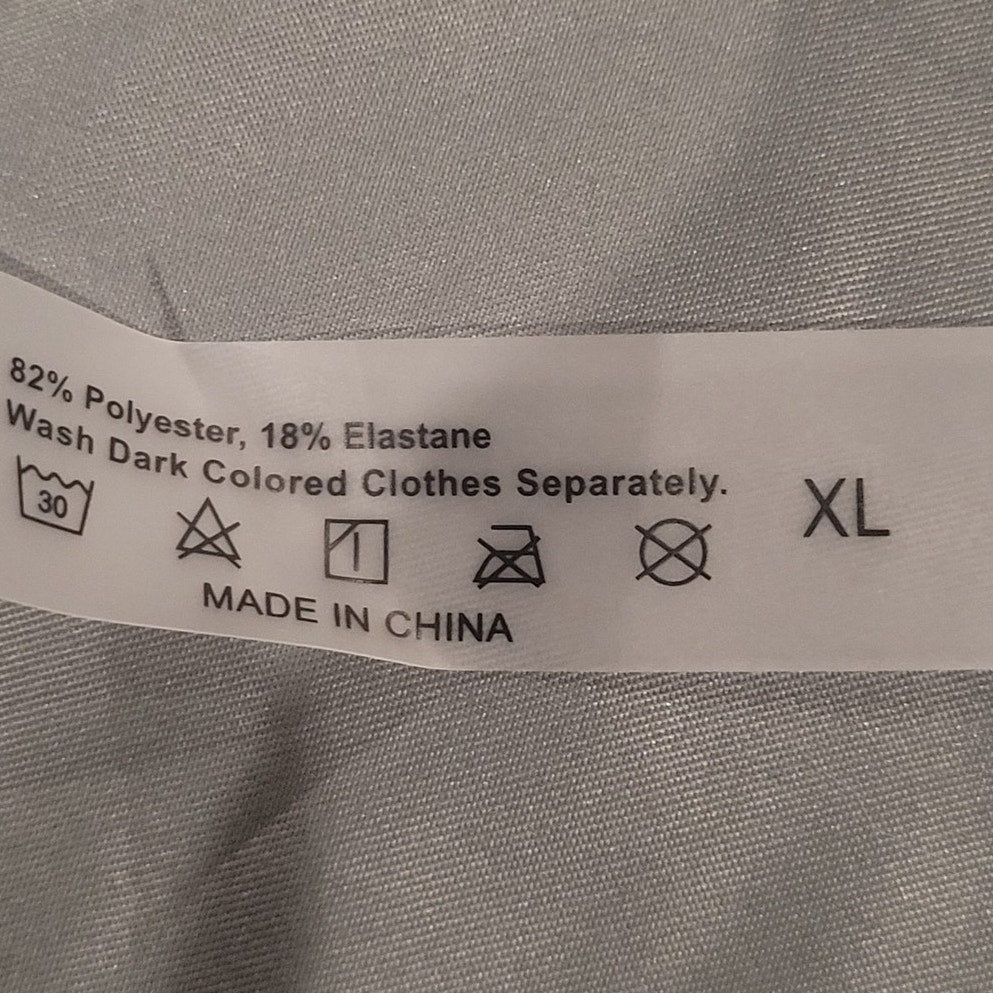 82% Polyester, 18% Elastane
Wash Dark Colored Clothes Separately.
30
XL
MADE IN CHINA